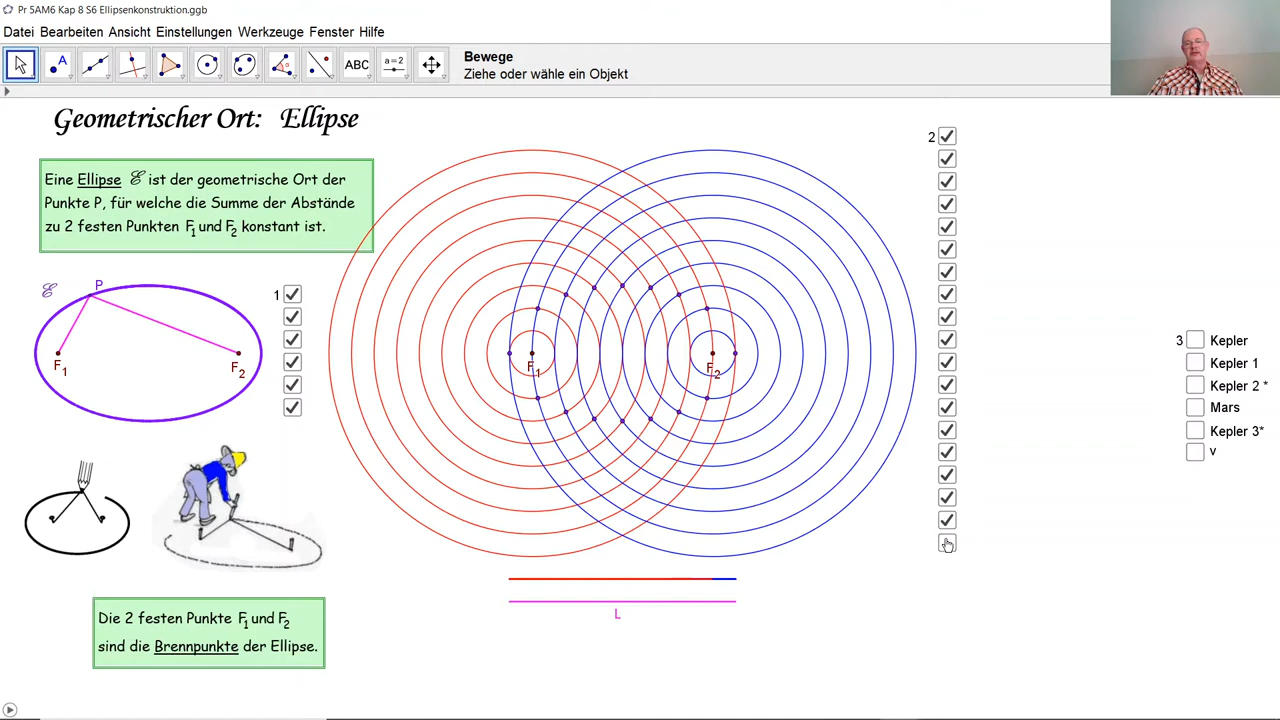 Pr 5AM6 Kap 8 S6 Ellipsenkonstruktion.ggb
Datei Bearbeiten Ansicht Einstellungen Werkzeuge Fenster Hilfe
A
ABC
a=2
Bewege
Ziehe oder wähle ein Objekt
Geometrischer Ort: Ellipse
Eine Ellipse ℰ ist der geometrische Ort der
Punkte P, für welche die Summe der Abstände
zu 2 festen Punkten F₁ und F₂ konstant ist.
ℰ
P
F₁
F₂
1
F₁
F₂
L
2
3
Kepler
Kepler 1
Kepler 2 *
Mars
Kepler 3*
v
Die 2 festen Punkte F₁ und F₂
sind die Brennpunkte der Ellipse.